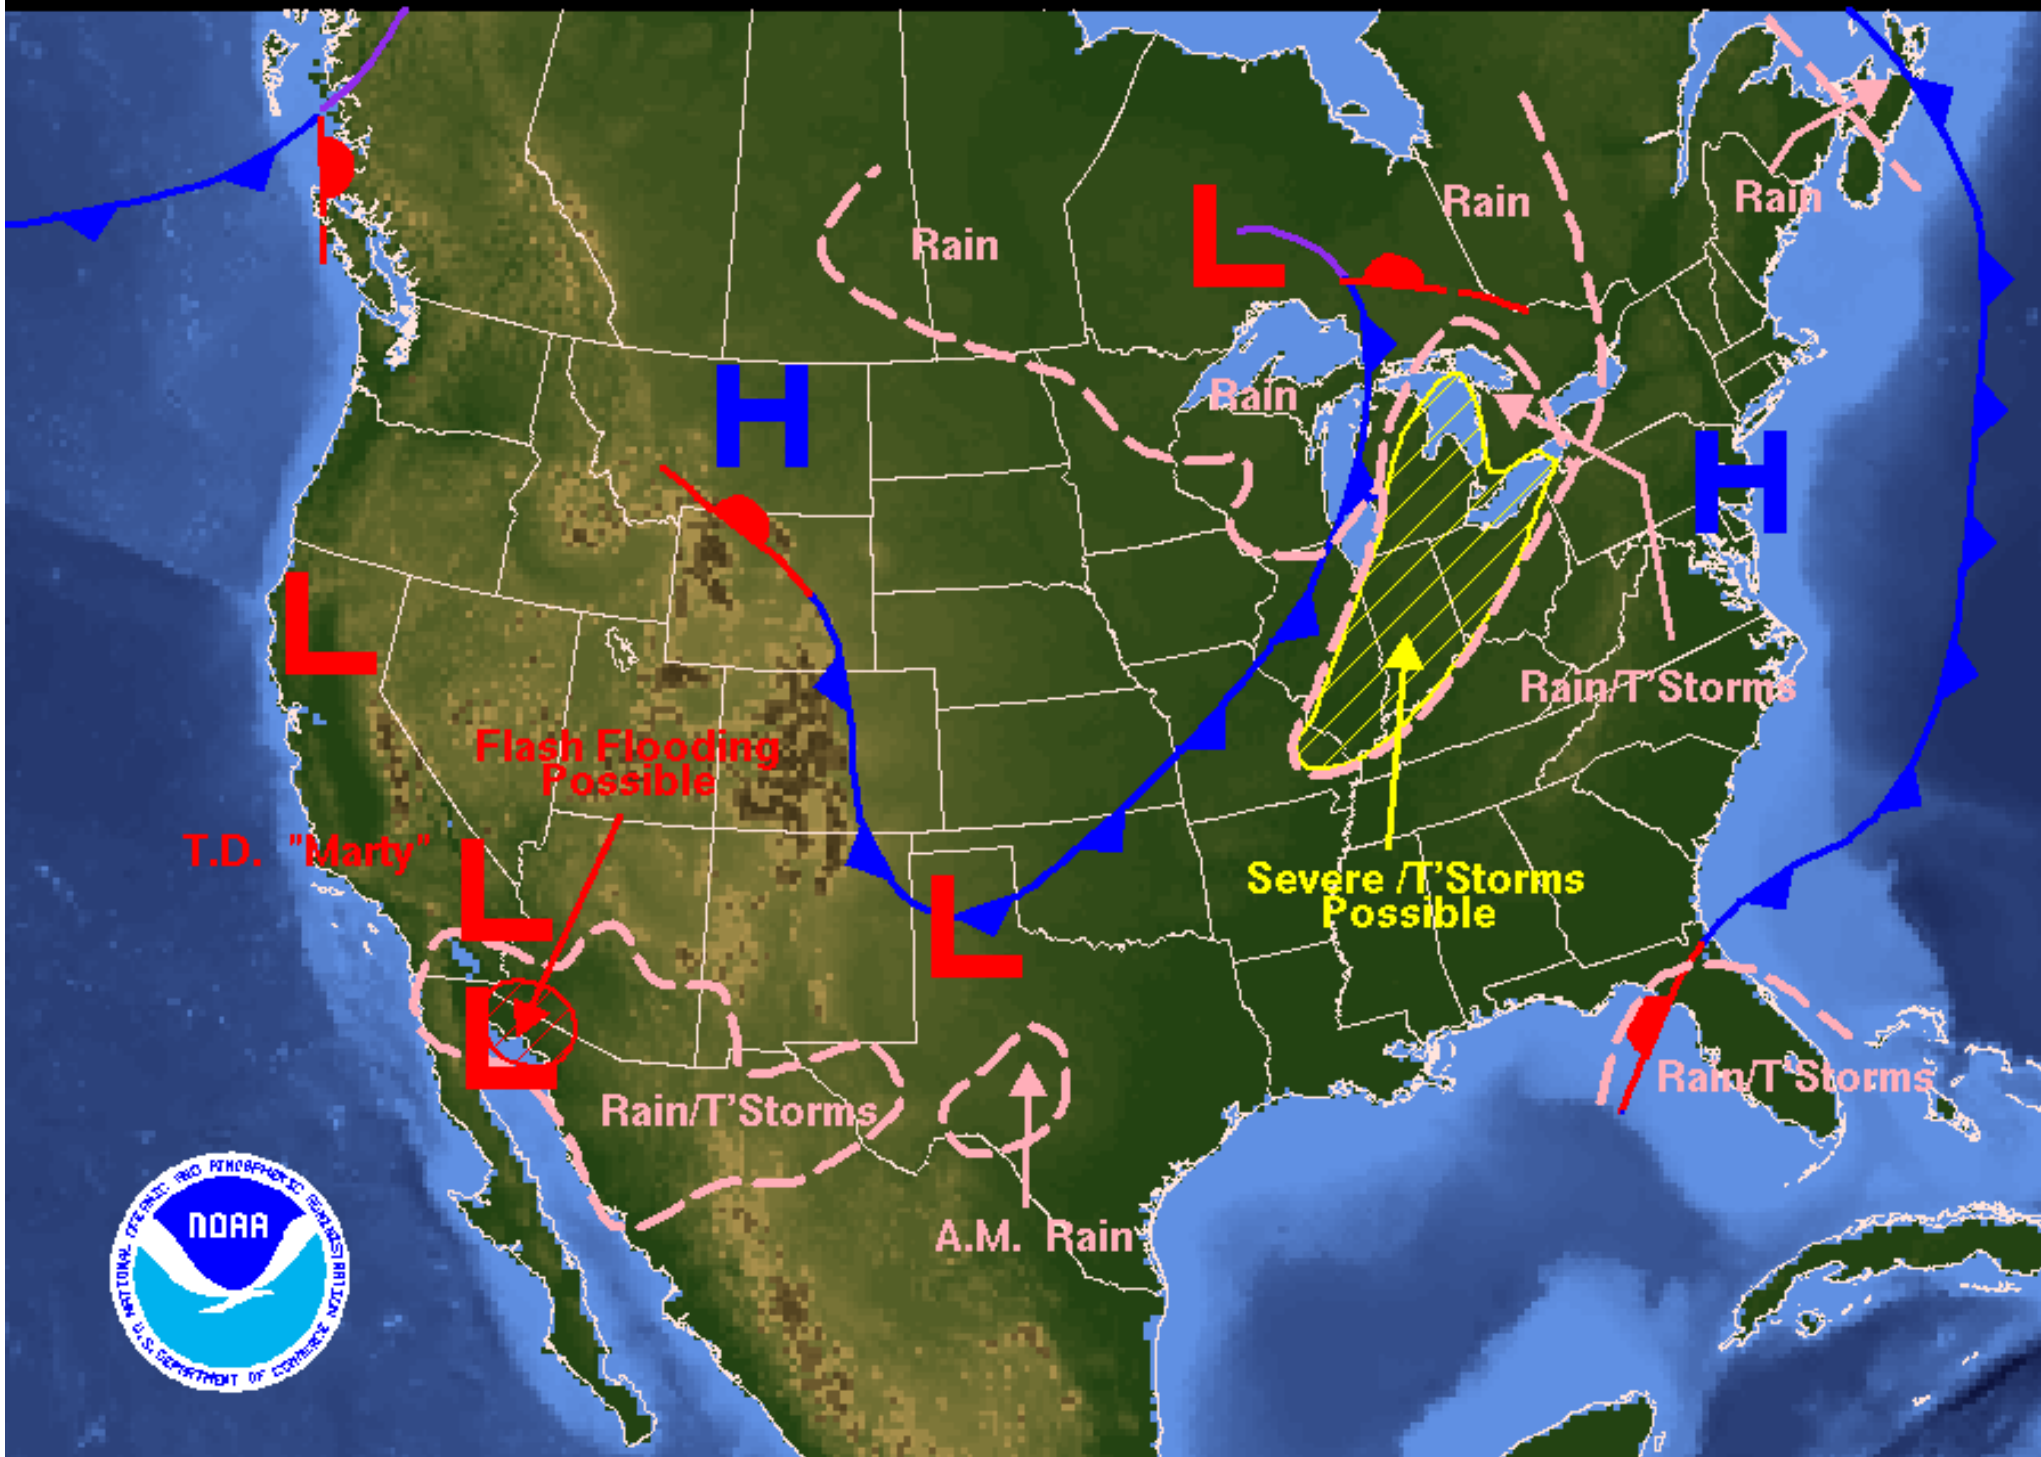 Rain
Rain
Rain
L
H
Rain
H
L
Rain/T'Storms
Flash Flooding
Possible
T.D. "Marty"
L
L
Severe /T'Storms
Possible
L
Rain/T'Storms
Rain/T'Storms
A.M. Rain
NATIONAL OCEANIC AND ATMOSPHERIC ADMINISTRATION
NOAA
U.S. DEPARTMENT OF COMMERCE